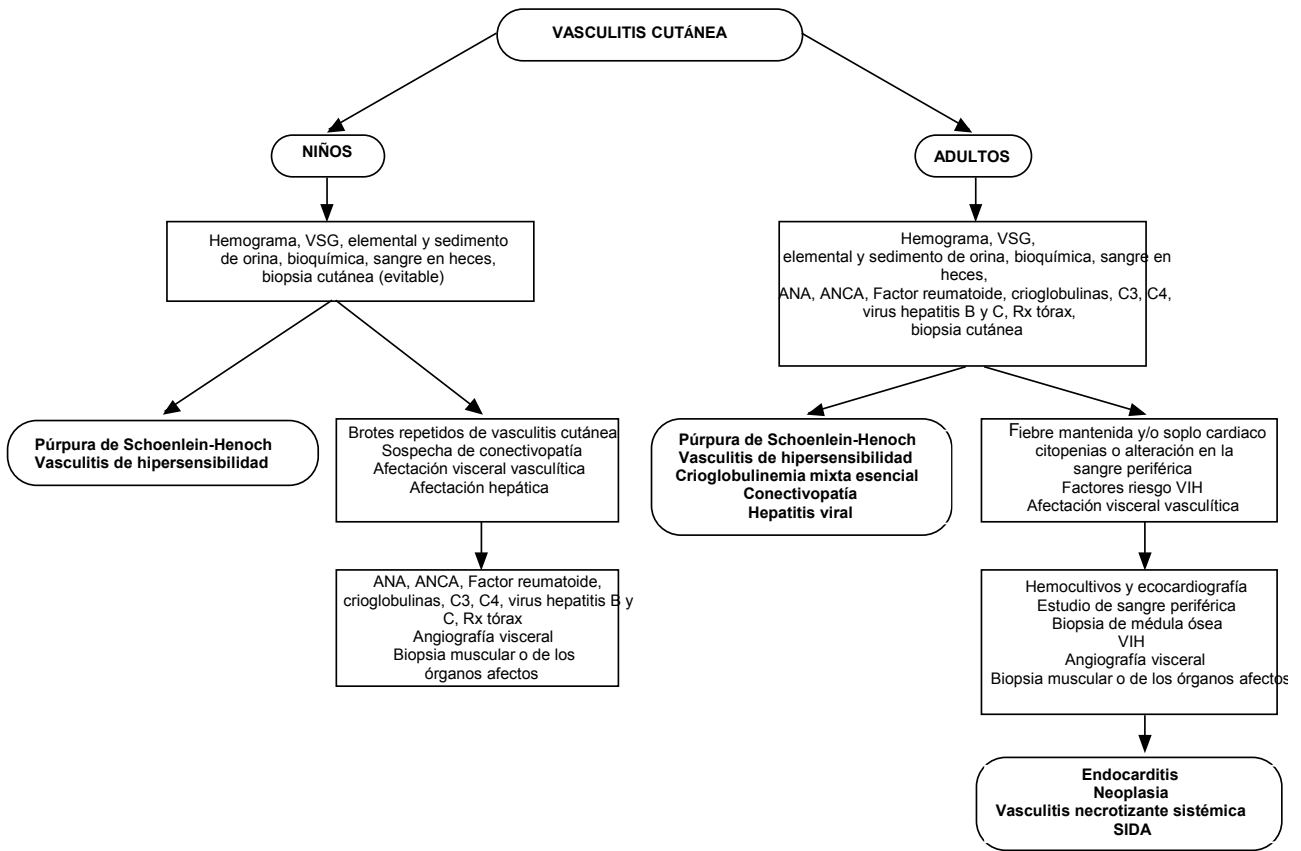 VASCULITIS CUTÁNEA
NIÑOS
ADULTOS
Hemograma, VSG, elemental y sedimento
de orina, bioquímica, sangre en heces,
biopsia cutánea (evitable)
Hemograma, VSG,
elemental y sedimento de orina, bioquímica, sangre en
heces,
ANA, ANCA, Factor reumatoide, crioglobulinas, C3, C4,
virus hepatitis B y C, Rx tórax,
biopsia cutánea
Púrpura de Schoenlein-Henoch
Vasculitis de hipersensibilidad
Brotes repetidos de vasculitis cutánea
Sospecha de conectivopatía
Afectación visceral vasculítica
Afectación hepática
Púrpura de Schoenlein-Henoch
Vasculitis de hipersensibilidad
Crioglobulinemia mixta esencial
Conectivopatía
Hepatitis viral
Fiebre mantenida y/o soplo cardiaco
citopenias o alteración en la
sangre periférica
Factores riesgo VIH
Afectación visceral vasculítica
ANA, ANCA, Factor reumatoide,
crioglobulinas, C3, C4, virus hepatitis B y
C, Rx tórax
Angiografía visceral
Biopsia muscular o de los
órganos afectos
Hemocultivos y ecocardiografía
Estudio de sangre periférica
Biopsia de médula ósea
VIH
Angiografía visceral
Biopsia muscular o de los órganos afectos
Endocarditis
Neoplasia
Vasculitis necrotizante sistémica
SIDA